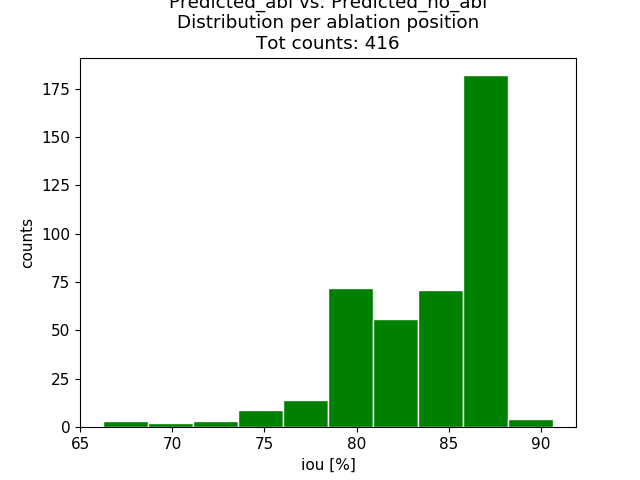 Predicted_abl vs. Predicted_no_abl
Distribution per ablation position
Tot counts: 416
175
150
125
100
75
50
25
0
counts
65
70
75
80
85
90
iou [%]